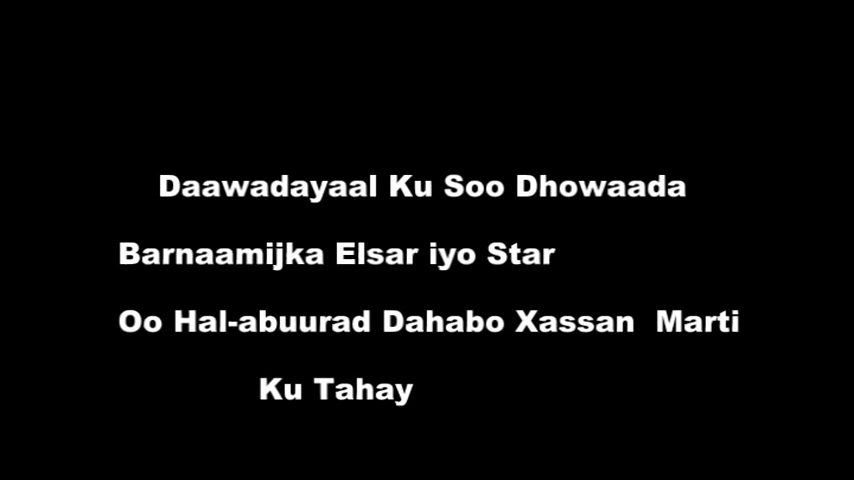 Daawadayaal Ku Soo Dhowaada
Barnaamijka Elsar iyo Star
Oo Hal-abuurad Dahabo Xassan Marti
Ku Tahay